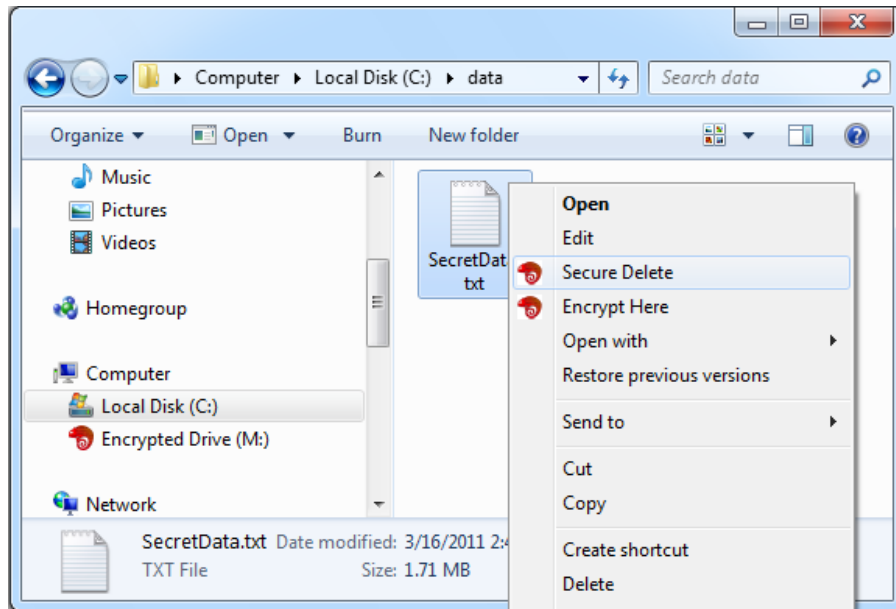 Computer ▸ Local Disk (C:) ▸ data
Search data
Organize
Open
Burn
New folder
Music
Pictures
Videos
Homegroup
Computer
Local Disk (C:)
Encrypted Drive (M:)
Network
SecretDat
txt
Open
Edit
Secure Delete
Encrypt Here
Open with
Restore previous versions
Send to
Cut
Copy
Create shortcut
Delete
SecretData.txt Date modified: 3/16/2011 2:4
TXT File Size: 1.71 MB